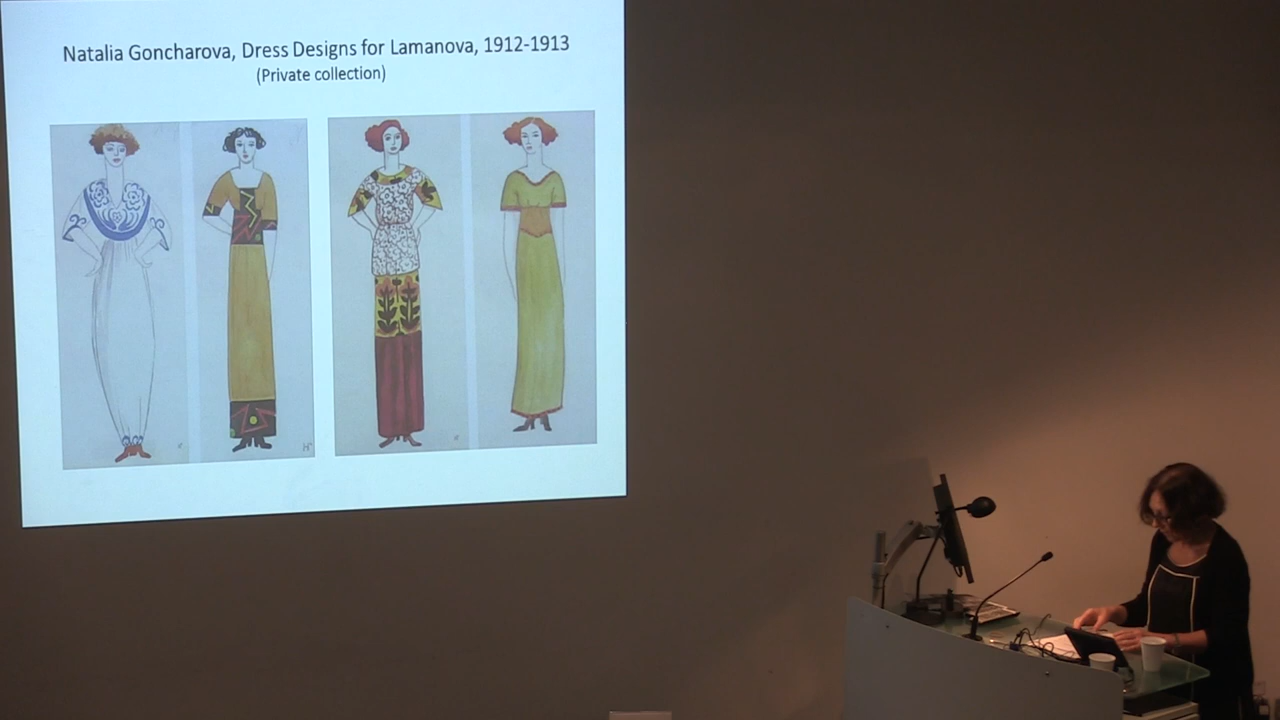 Natalia Goncharova, Dress Designs for Lamanova, 1912-1913
(Private collection)